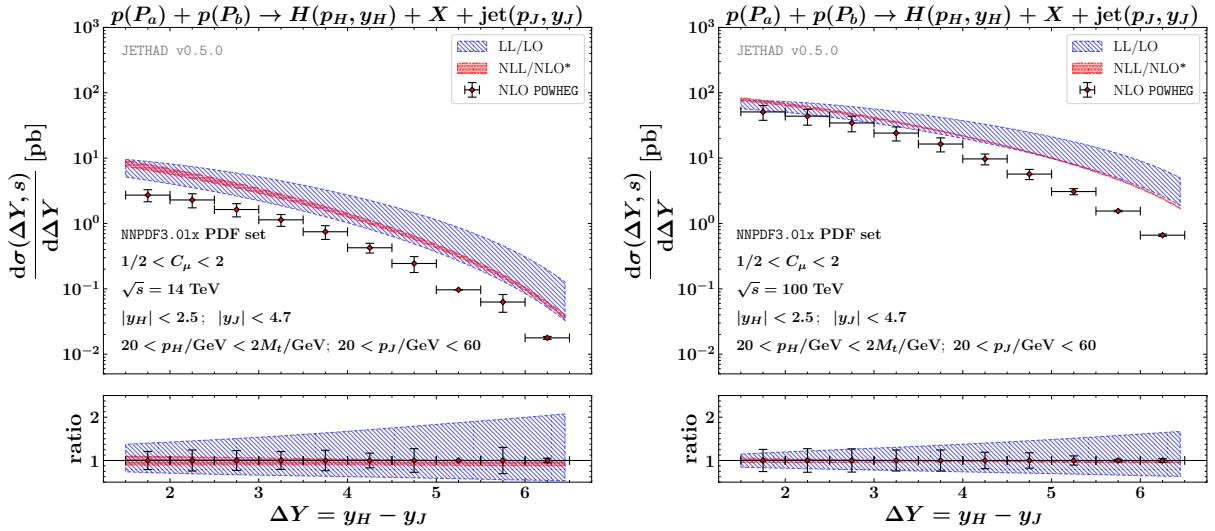 p(P_a) + p(P_b) → H(p_H, y_H) + X + jet(p_J, y_J)
JETHAD v0.5.0
LL/LO
NLL/NLO*
NLO POWHEG
dσ(ΔY, s)/dΔY [pb]
10^3
10^2
10^1
10^0
10^−1
10^−2
NNPDF3.0lx PDF set
1/2 < C_μ < 2
√s = 14 TeV
|y_H| < 2.5; |y_J| < 4.7
20 < p_H/GeV < 2M_t/GeV; 20 < p_J/GeV < 60
ratio
2
1
2 3 4 5 6
ΔY = y_H − y_J
p(P_a) + p(P_b) → H(p_H, y_H) + X + jet(p_J, y_J)
JETHAD v0.5.0
LL/LO
NLL/NLO*
NLO POWHEG
dσ(ΔY, s)/dΔY [pb]
10^3
10^2
10^1
10^0
10^−1
10^−2
NNPDF3.0lx PDF set
1/2 < C_μ < 2
√s = 100 TeV
|y_H| < 2.5; |y_J| < 4.7
20 < p_H/GeV < 2M_t/GeV; 20 < p_J/GeV < 60
ratio
2
1
2 3 4 5 6
ΔY = y_H − y_J